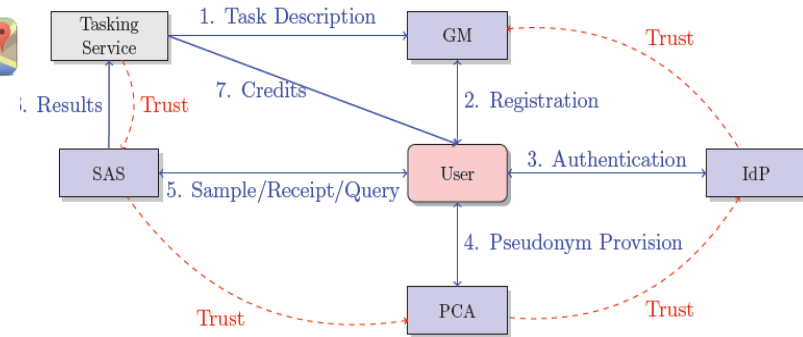 Tasking
Service
1. Task Description
GM
Trust
7. Credits
2. Registration
. Results
Trust
SAS
5. Sample/Receipt/Query
User
3. Authentication
IdP
4. Pseudonym Provision
Trust
PCA
Trust